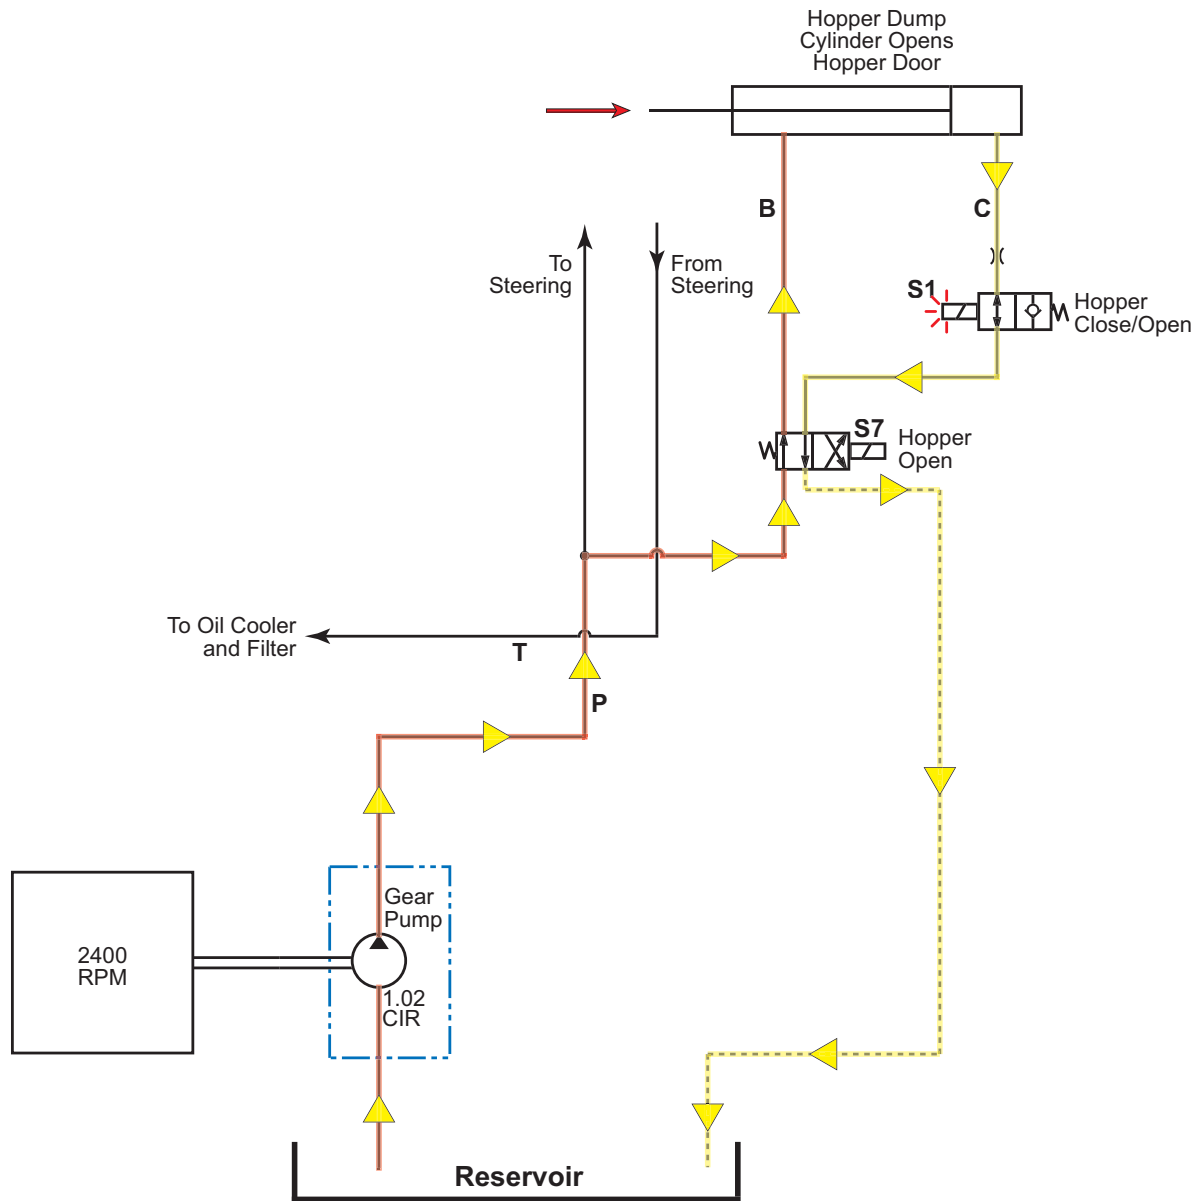 Hopper Dump
Cylinder Opens
Hopper Door
B
C
To
Steering
From
Steering
S1
Hopper
Close/Open
S7
Hopper
Open
To Oil Cooler
and Filter
T
P
Gear
Pump
2400
RPM
1.02
CIR
Reservoir